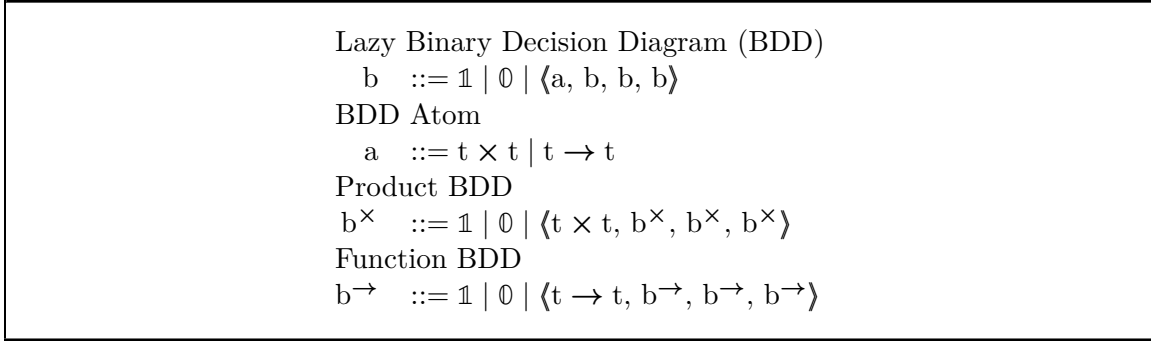 Lazy Binary Decision Diagram (BDD)
b ::= 𝟙 | 𝟘 | ⟪a, b, b, b⟫
BDD Atom
a ::= t × t | t → t
Product BDD
b× ::= 𝟙 | 𝟘 | ⟪t × t, b×, b×, b×⟫
Function BDD
b→ ::= 𝟙 | 𝟘 | ⟪t → t, b→, b→, b→⟫